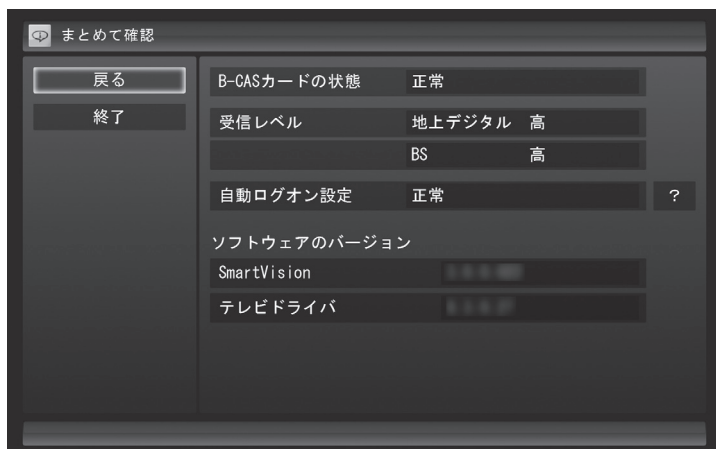 まとめて確認
戻る
終了
B-CASカードの状態 正常
受信レベル 地上デジタル 高
BS 高
自動ログオン設定 正常 ?
ソフトウェアのバージョン
SmartVision
テレビドライバ